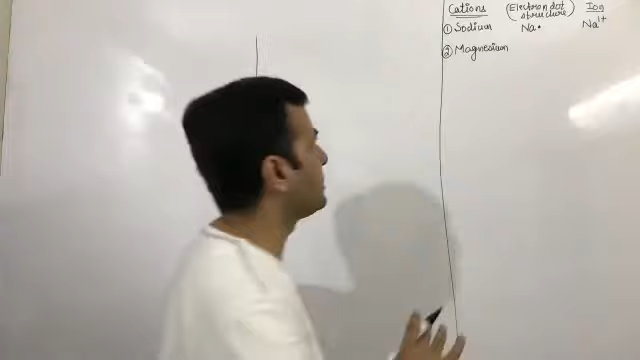 Cations (Electron dot structure) Ion
① Sodium Na• Na¹⁺
② Magnesium